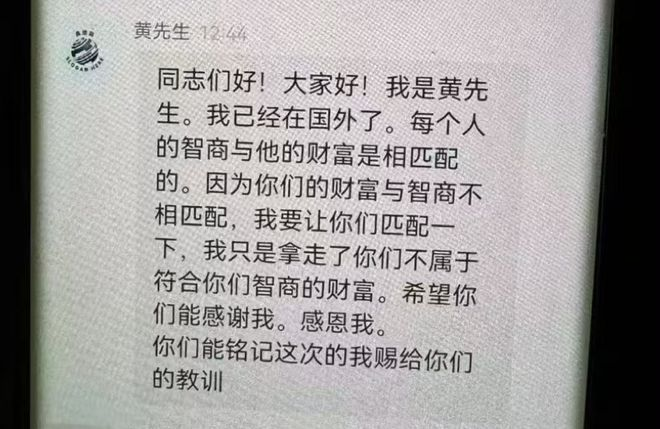 黄先生 12:44
SLOGAN HERE
同志们好！大家好！我是黄先
生。我已经在国外了。每个人
的智商与他的财富是相匹配
的。因为你们的财富与智商不
相匹配，我要让你们匹配一
下，我只是拿走了你们不属于
符合你们智商的财富。希望你
们能感谢我。感恩我。
你们能铭记这次的我赐给你们
的教训